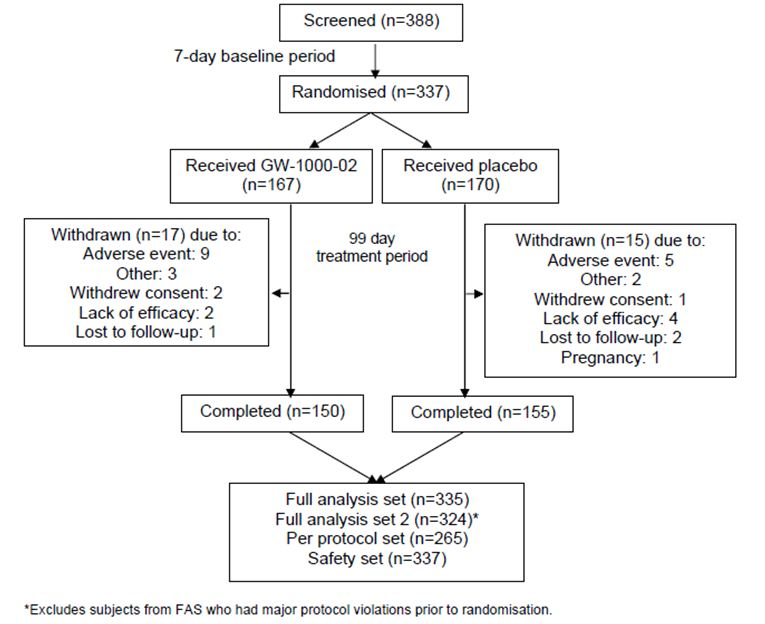 Screened (n=388)
7-day baseline period
Randomised (n=337)
Received GW-1000-02
(n=167)
Received placebo
(n=170)
Withdrawn (n=17) due to:
Adverse event: 9
Other: 3
Withdrew consent: 2
Lack of efficacy: 2
Lost to follow-up: 1
99 day
treatment period
Withdrawn (n=15) due to:
Adverse event: 5
Other: 2
Withdrew consent: 1
Lack of efficacy: 4
Lost to follow-up: 2
Pregnancy: 1
Completed (n=150)
Completed (n=155)
Full analysis set (n=335)
Full analysis set 2 (n=324)*
Per protocol set (n=265)
Safety set (n=337)
*Excludes subjects from FAS who had major protocol violations prior to randomisation.